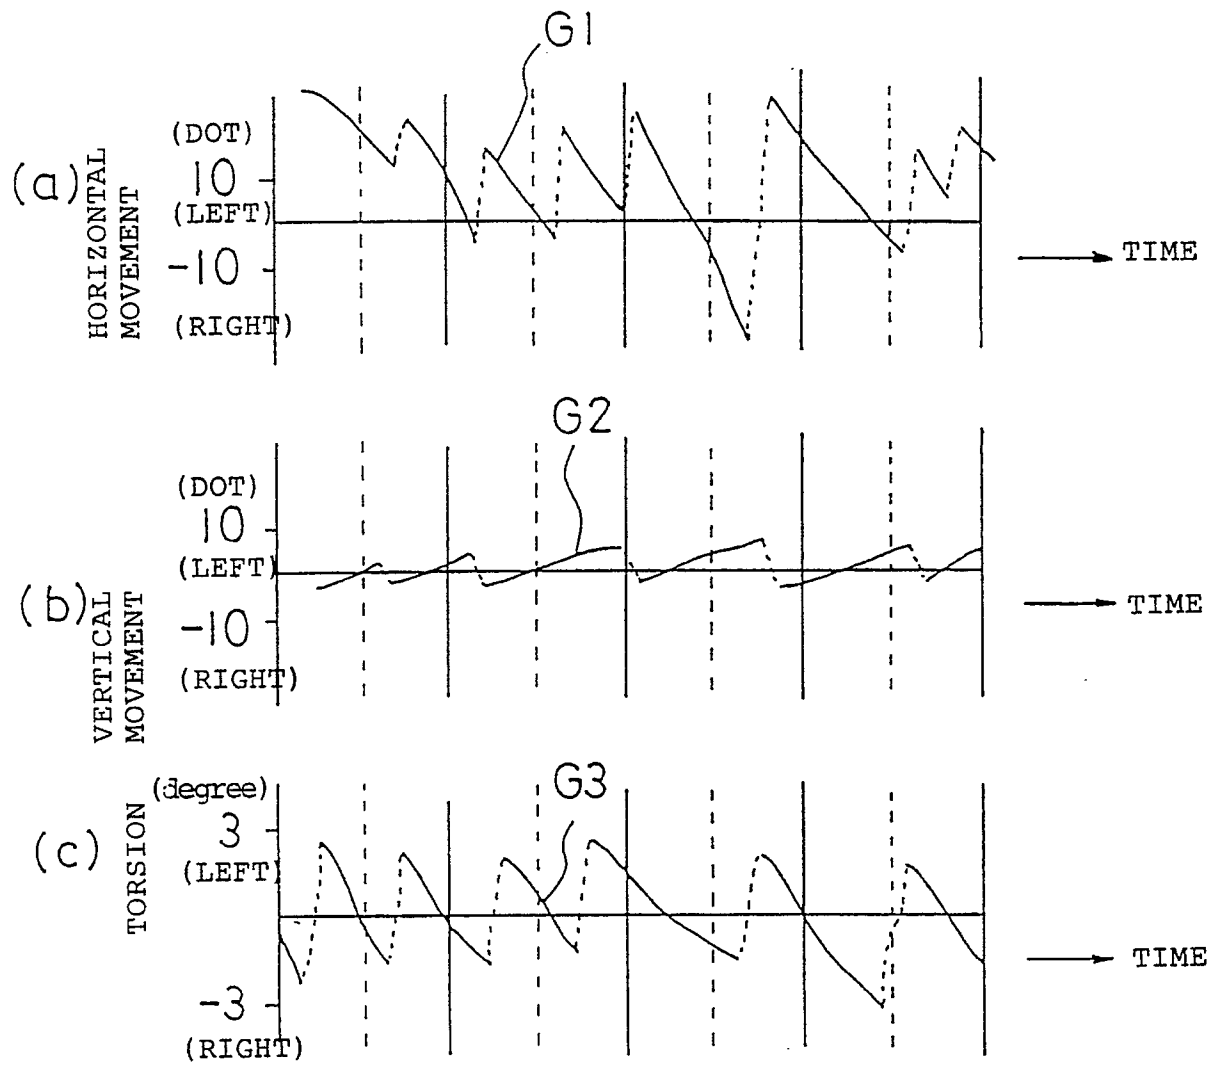 G1
(a)
HORIZONTAL
MOVEMENT
(DOT)
10
(LEFT)
-10
(RIGHT)
TIME
G2
(b)
VERTICAL
MOVEMENT
(DOT)
10
(LEFT)
-10
(RIGHT)
TIME
G3
(c)
TORSION
(degree)
3
(LEFT)
-3
(RIGHT)
TIME